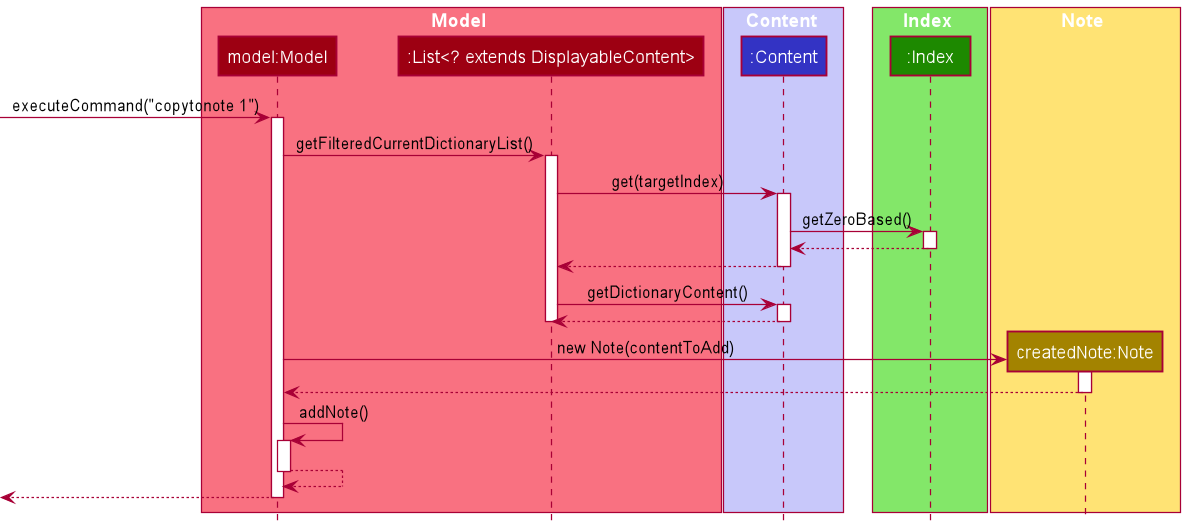 Model
Content
Index
Note
model:Model
:List<? extends DisplayableContent>
:Content
:Index
executeCommand("copytonote 1")
getFilteredCurrentDictionaryList()
get(targetIndex)
getZeroBased()
getDictionaryContent()
new Note(contentToAdd)
createdNote:Note
addNote()